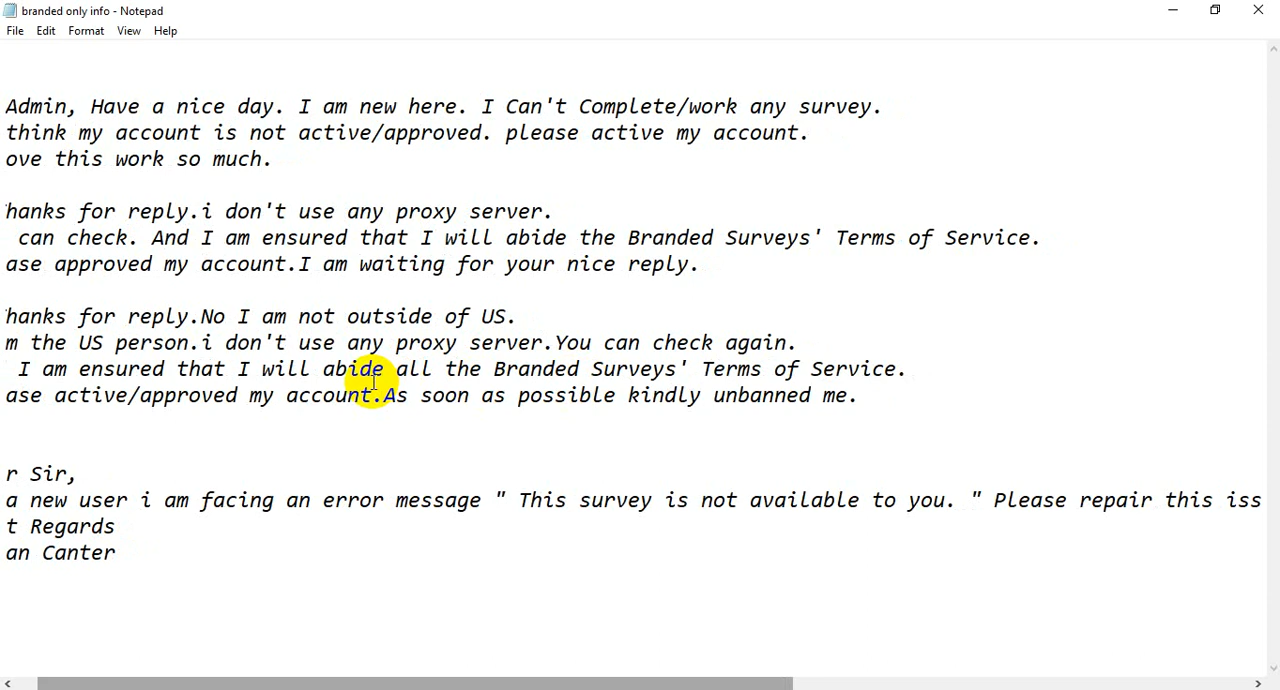 branded only info - Notepad
File Edit Format View Help
Admin, Have a nice day. I am new here. I Can't Complete/work any survey.
think my account is not active/approved. please active my account.
ove this work so much.
hanks for reply.i don't use any proxy server.
can check. And I am ensured that I will abide the Branded Surveys' Terms of Service.
ase approved my account.I am waiting for your nice reply.
hanks for reply.No I am not outside of US.
m the US person.i don't use any proxy server.You can check again.
I am ensured that I will abide all the Branded Surveys' Terms of Service.
ase active/approved my account.As soon as possible kindly unbanned me.
r Sir,
a new user i am facing an error message " This survey is not available to you. " Please repair this iss
t Regards
an Canter